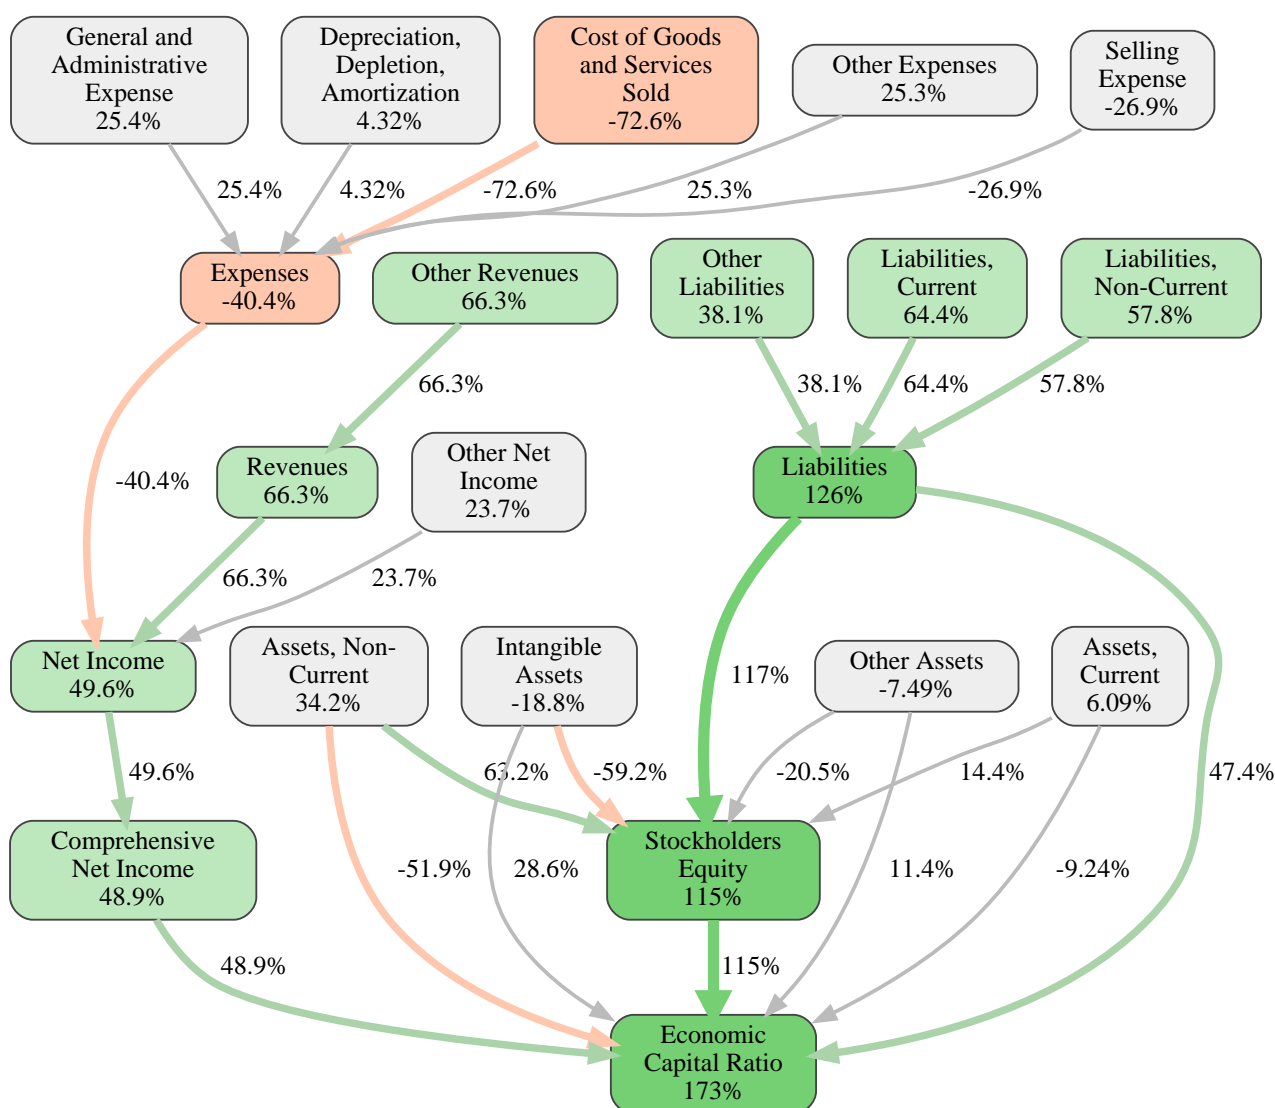 General and
Administrative
Expense
25.4%
Depreciation,
Depletion,
Amortization
4.32%
Cost of Goods
and Services
Sold
-72.6%
Other Expenses
25.3%
Selling
Expense
-26.9%
25.4%
4.32%
-72.6%
25.3%
-26.9%
Expenses
-40.4%
Other Revenues
66.3%
Other
Liabilities
38.1%
Liabilities,
Current
64.4%
Liabilities,
Non-Current
57.8%
66.3%
38.1%
64.4%
57.8%
-40.4%
Revenues
66.3%
Other Net
Income
23.7%
Liabilities
126%
66.3%
23.7%
Net Income
49.6%
Assets, Non-
Current
34.2%
Intangible
Assets
-18.8%
117%
Other Assets
-7.49%
Assets,
Current
6.09%
49.6%
63.2%
-59.2%
-20.5%
14.4%
47.4%
Comprehensive
Net Income
48.9%
-51.9%
28.6%
Stockholders
Equity
115%
11.4%
-9.24%
48.9%
115%
Economic
Capital Ratio
173%